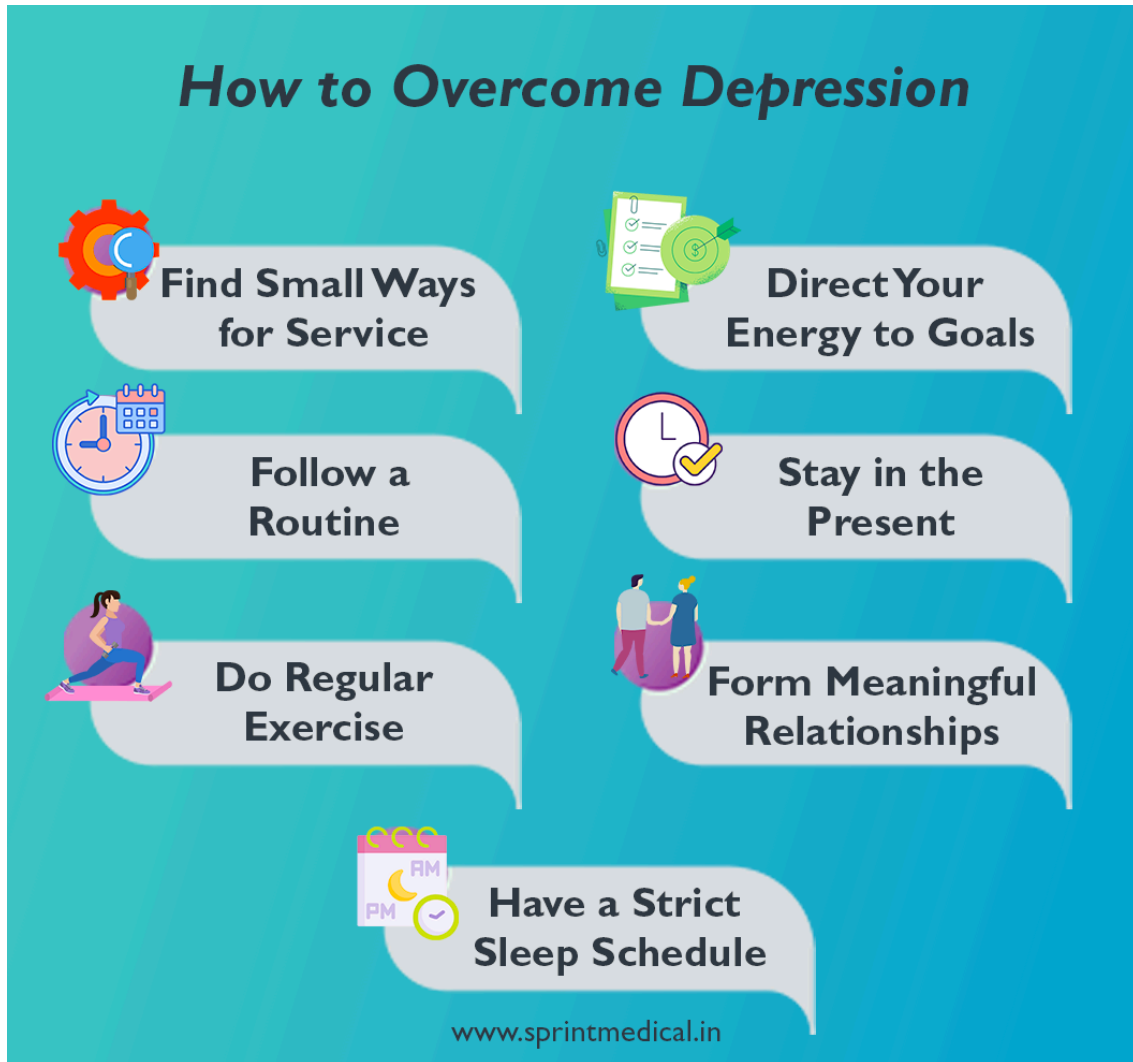 How to Overcome Depression
Find Small Ways
for Service
Direct Your
Energy to Goals
Follow a
Routine
Stay in the
Present
Do Regular
Exercise
Form Meaningful
Relationships
AM
PM
Have a Strict
Sleep Schedule
www.sprintmedical.in